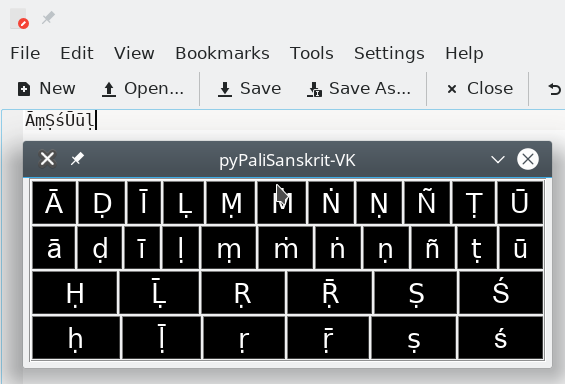 File Edit View Bookmarks Tools Settings Help
New Open... Save Save As... Close
ĀṃṢśŪūḷ
pyPaliSanskrit-VK
Ā Ḍ Ī Ḷ Ṃ Ṁ Ṅ Ṇ Ñ Ṭ Ū
ā ḍ ī ḷ ṃ ṁ ṅ ṇ ñ ṭ ū
Ḥ Ḹ Ṛ Ṝ Ṣ Ś
ḥ ḹ ṛ ṝ ṣ ś